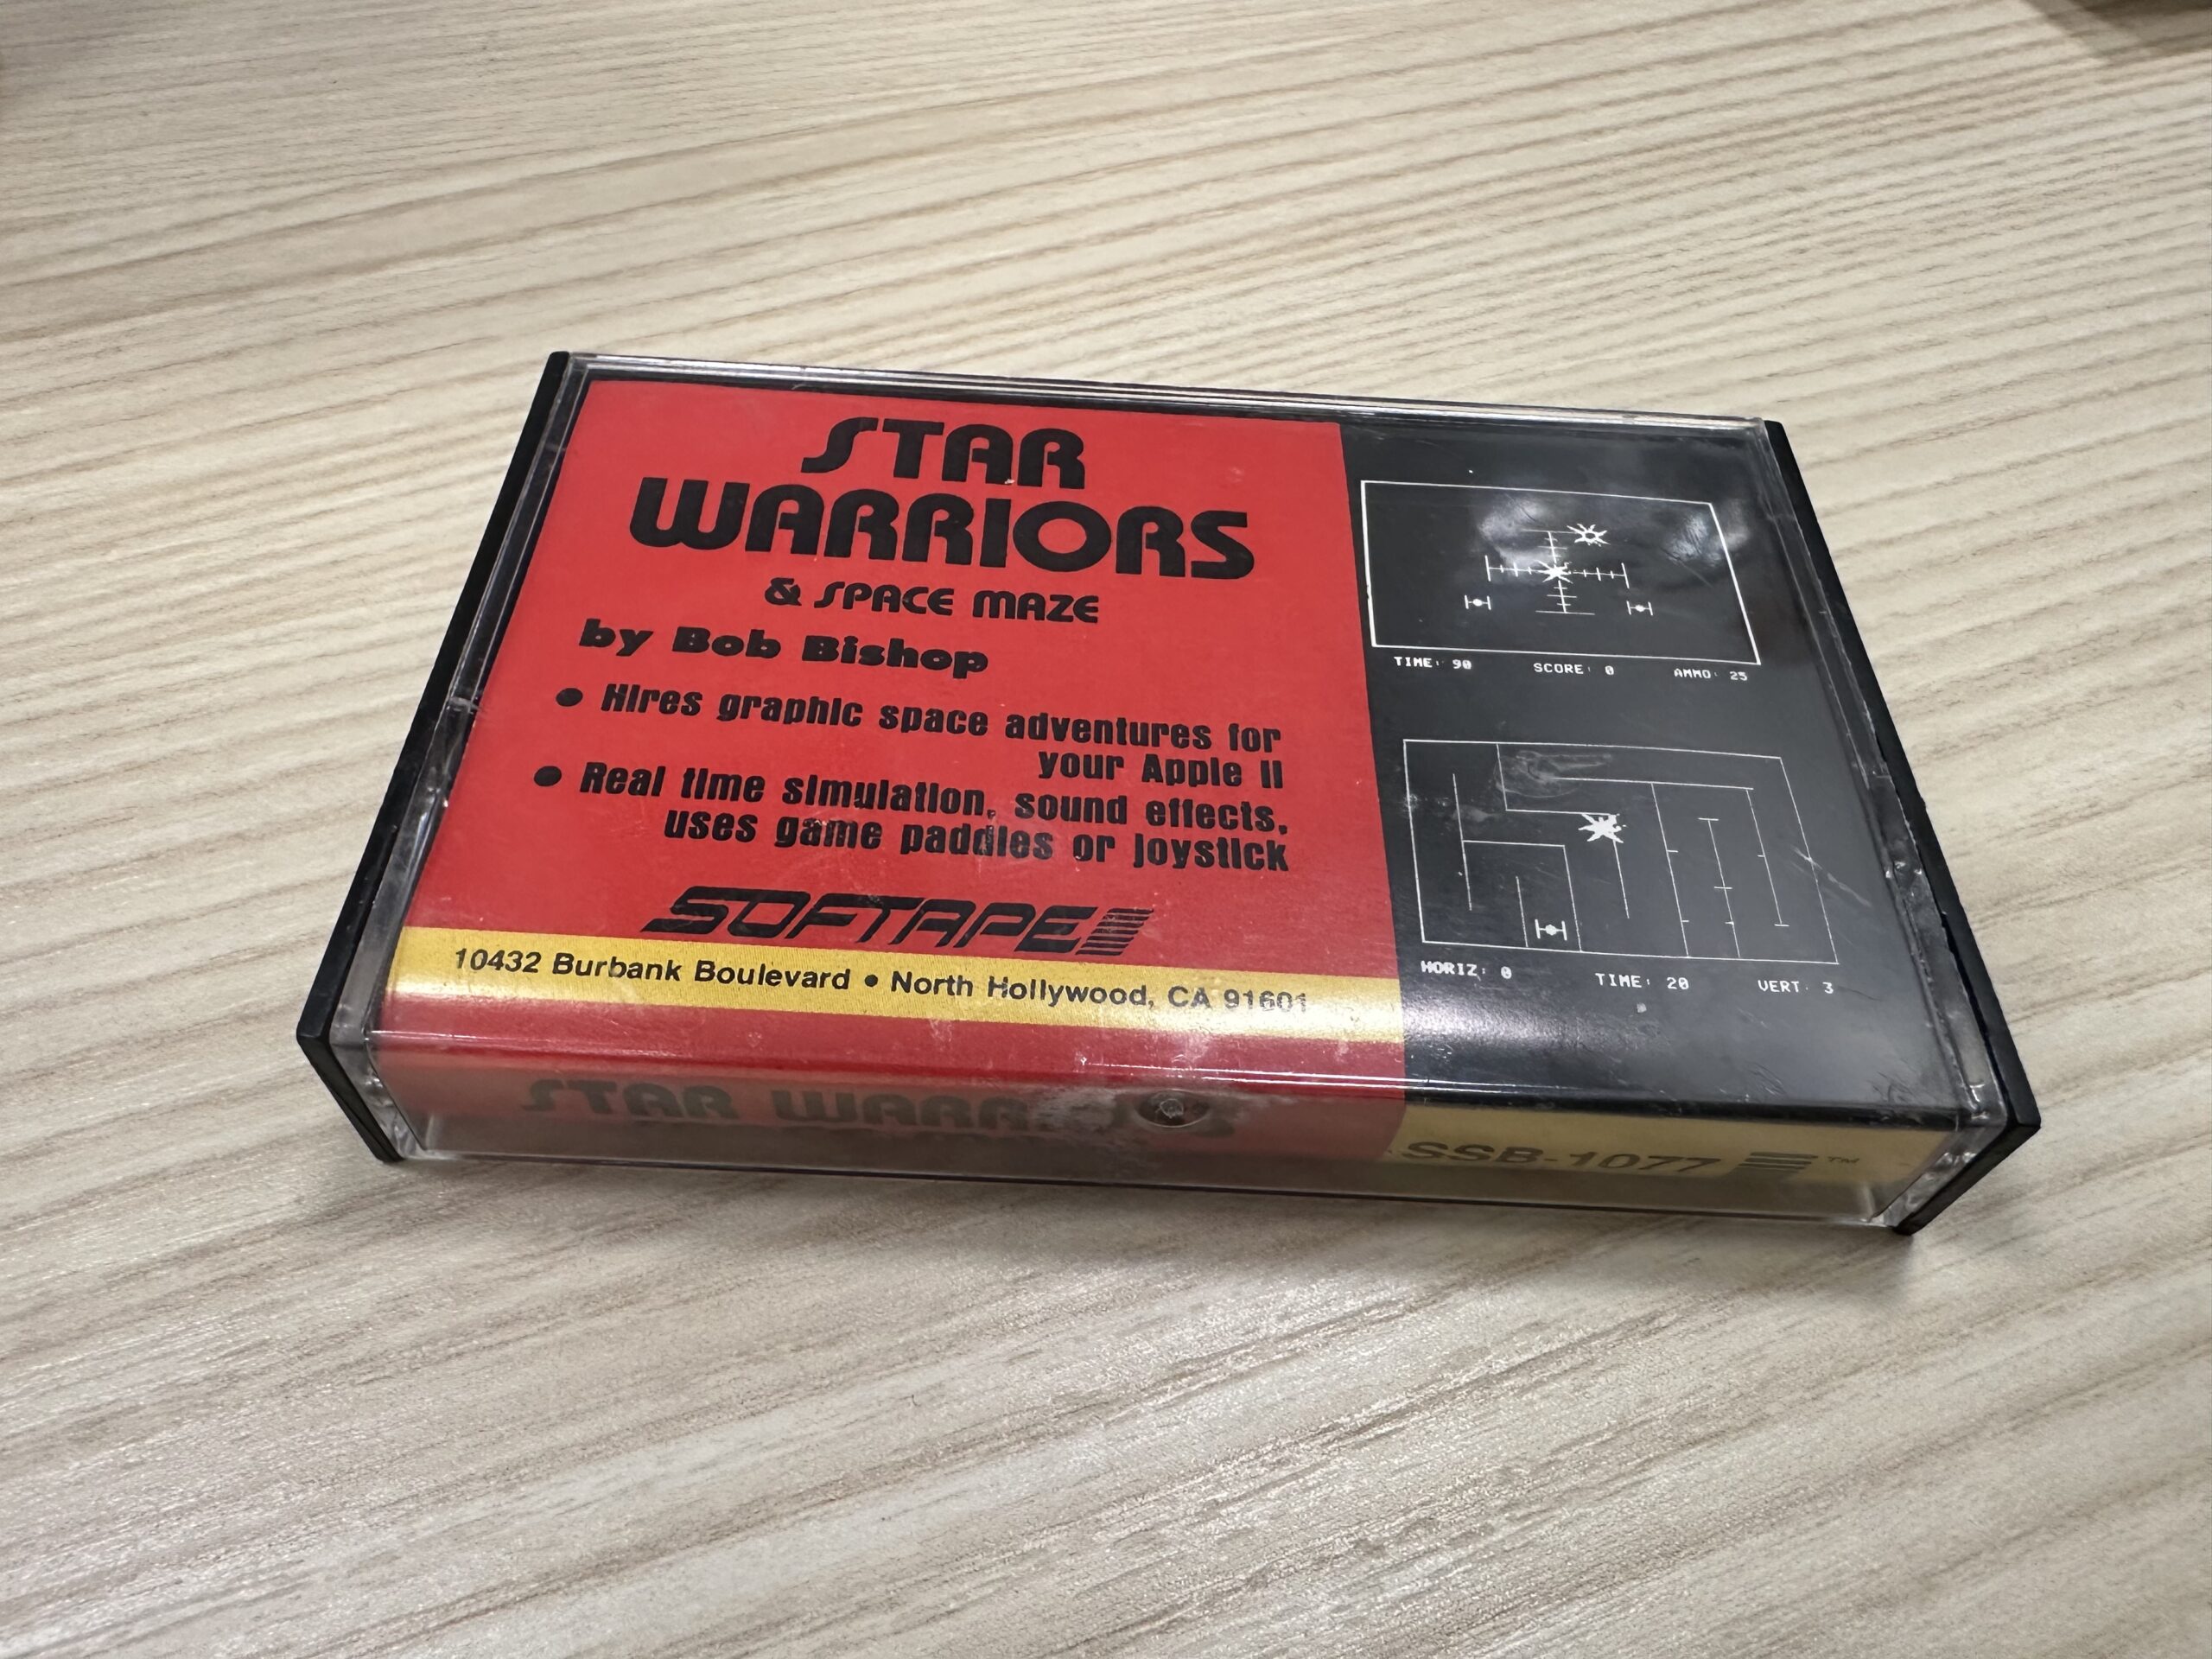 STAR
WARRIORS
& SPACE MAZE
by Bob Bishop
• Hires graphic space adventures for
your Apple II
• Real time simulation, sound effects,
uses game paddles or joystick
SOFTAPE
10432 Burbank Boulevard • North Hollywood, CA 91601
TIME: 90 SCORE: 0 AMMO: 25
HORIZ: 0 TIME: 20 VERT: 3
STAR WARRIORS
SSB-1077 ™